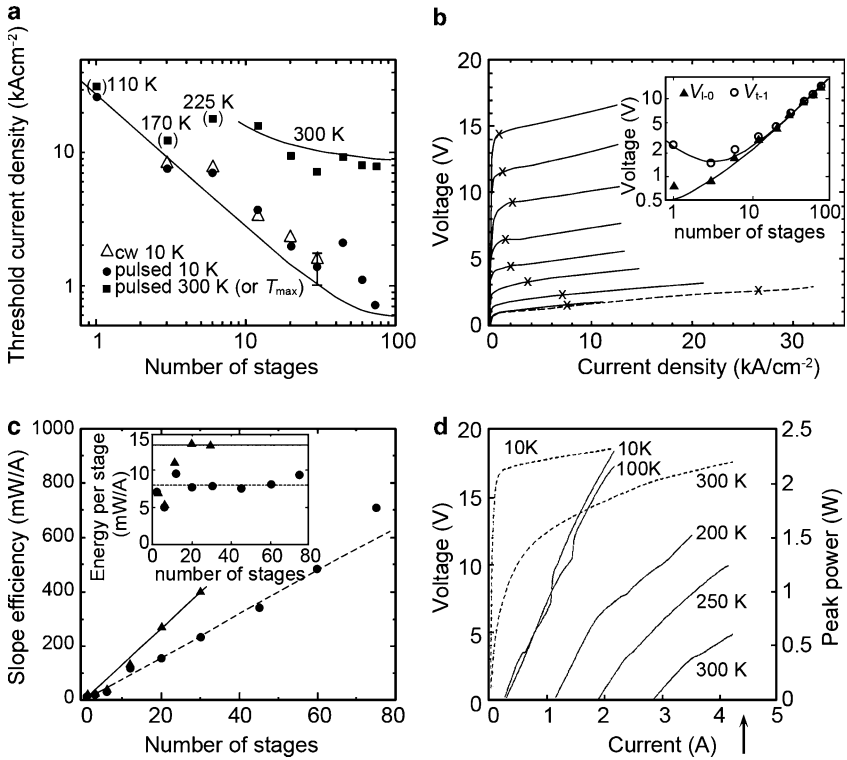 a
Threshold current density (kAcm-2)
10
1
(■)110 K
170 K
(■)
225 K
(■)
300 K
△cw 10 K
●pulsed 10 K
■pulsed 300 K (or Tmax)
1
10
100
Number of stages
b
Voltage (V)
20
15
10
5
0
0
10
20
30
Current density (kA/cm-2)
▲Vl-0
○Vt-1
Voltage (V)
10
5
2
1
0.5
1
10
100
number of stages
c
Slope efficiency (mW/A)
1000
800
600
400
200
0
0
20
40
60
80
Number of stages
Energy per stage
(mW/A)
15
10
5
0
0
20
40
60
80
number of stages
d
Voltage (V)
20
15
10
5
0
10K
10K
100K
300 K
200 K
250 K
300 K
2.5
2
1.5
1
0.5
0
Peak power (W)
0
1
2
3
4
5
Current (A)